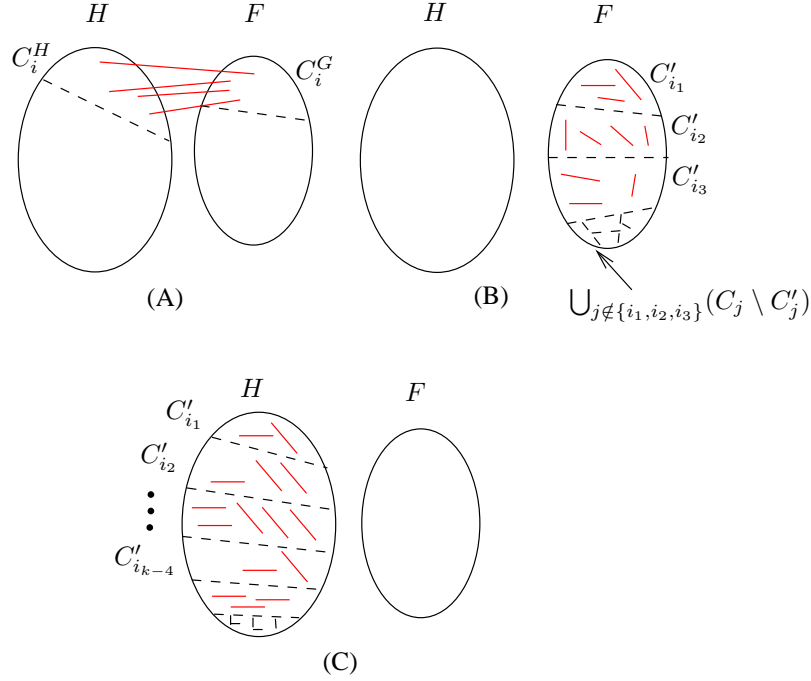 H F H F
C_i^H C_i^G C'_{i_1}
C'_{i_2}
C'_{i_3}
(A) (B) ⋃_{j∉{i_1,i_2,i_3}}(C_j \ C'_j)
H F
C'_{i_1}
C'_{i_2}
C'_{i_{k-4}}
(C)